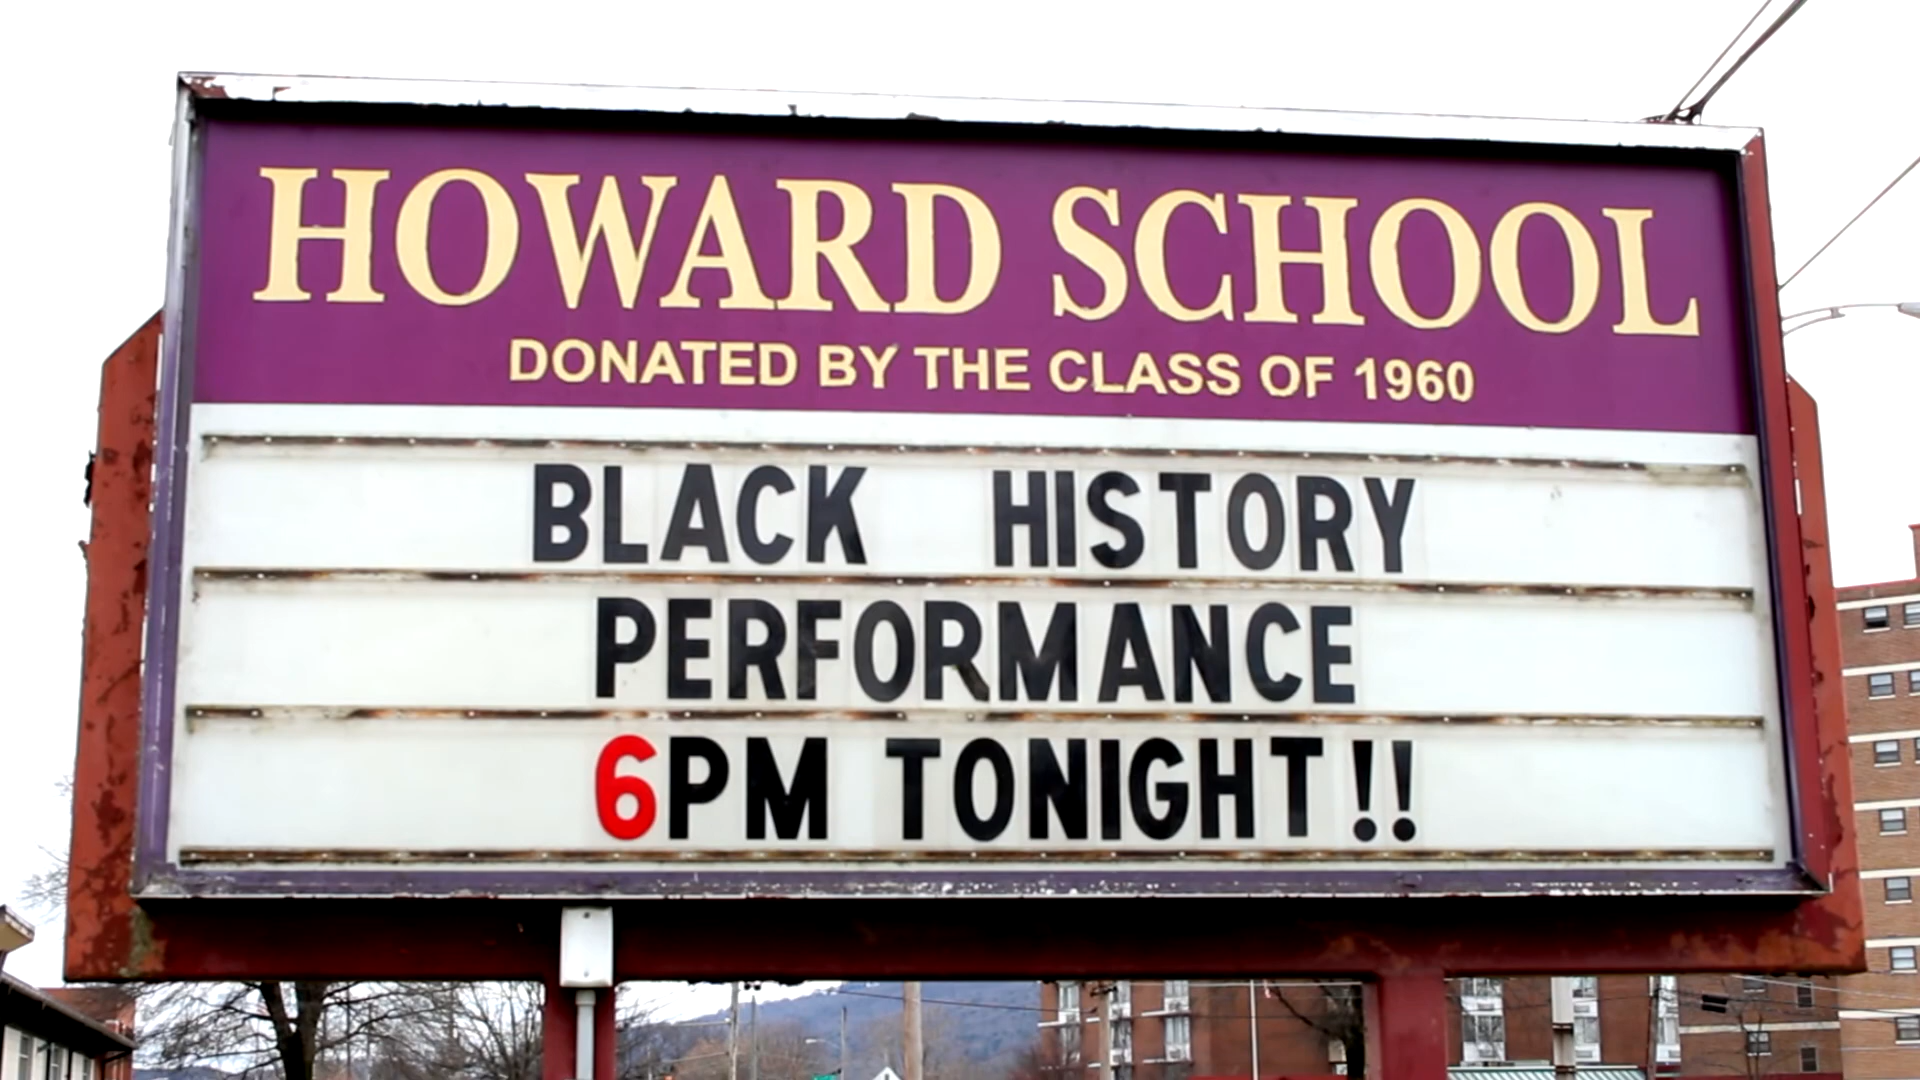 HOWARD SCHOOL
DONATED BY THE CLASS OF 1960
BLACK HISTORY
PERFORMANCE
6PM TONIGHT!!